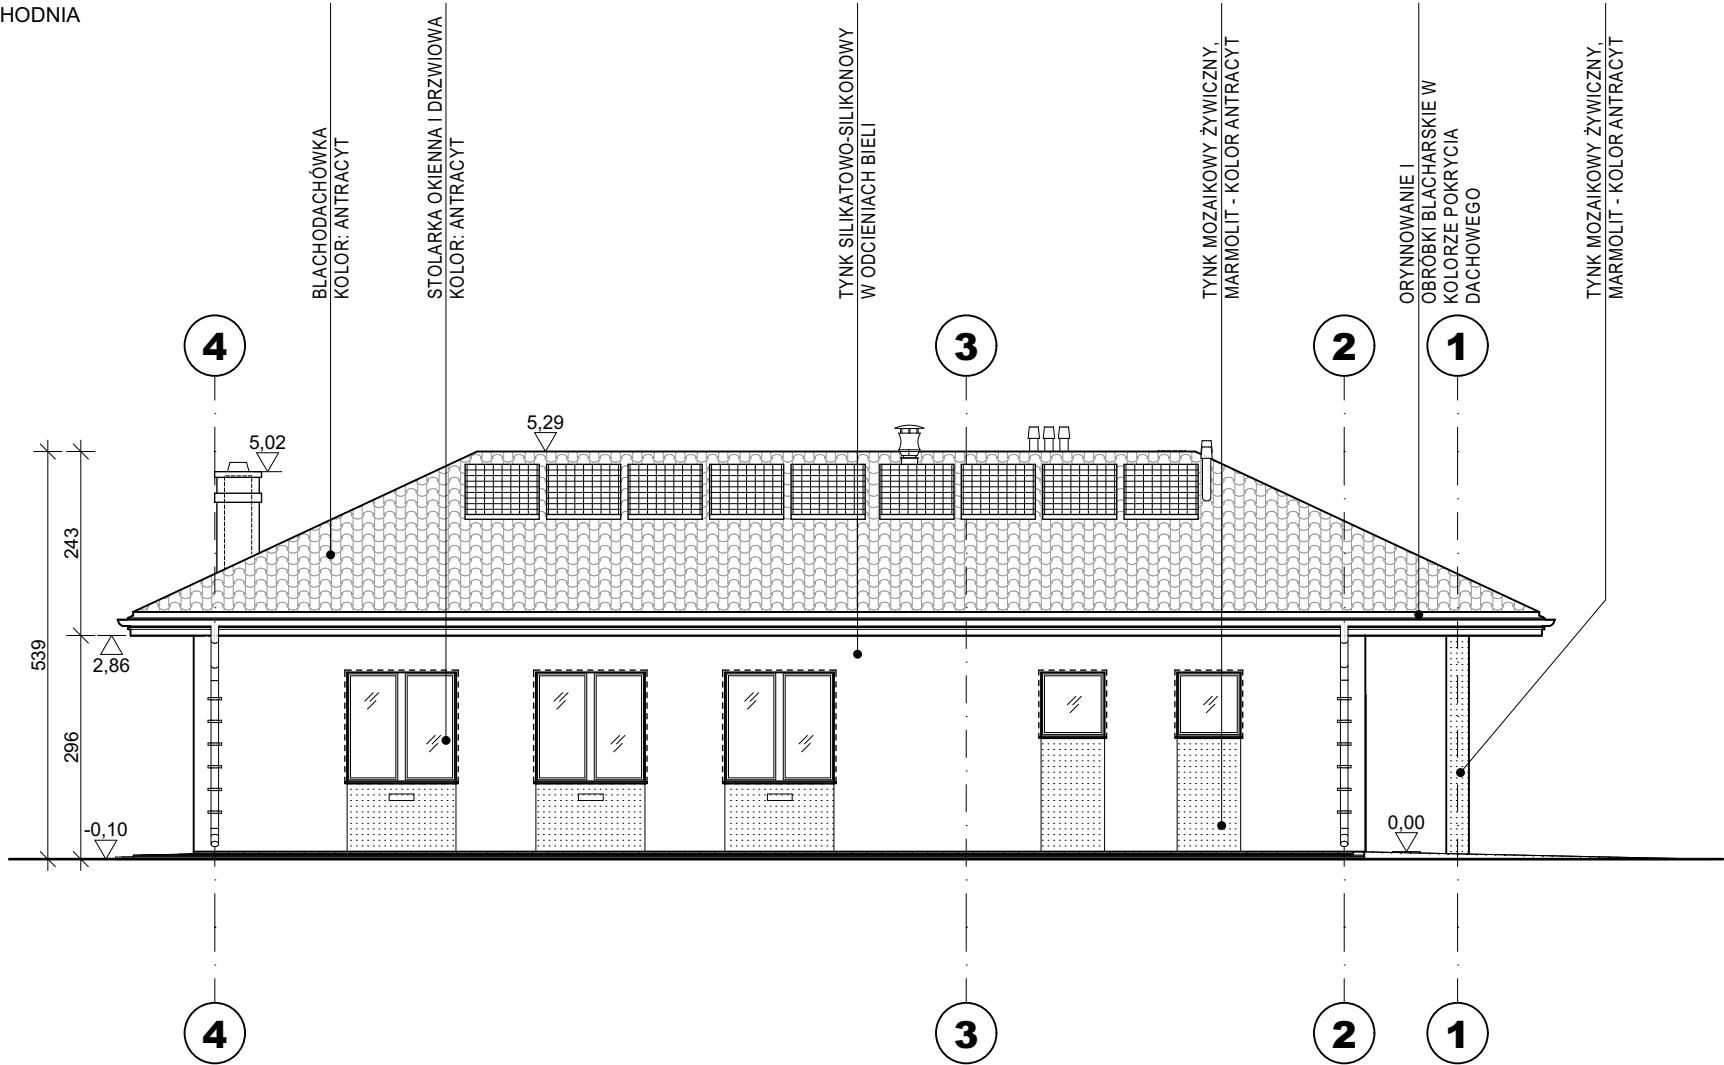 HODNIA
BLACHODACHÓWKA
KOLOR: ANTRACYT
STOLARKA OKIENNA I DRZWIOWA
KOLOR: ANTRACYT
TYNK SILIKATOWO-SILIKONOWY
W ODCIENIACH BIELI
TYNK MOZAIKOWY ŻYWICZNY,
MARMOLIT - KOLOR ANTRACYT
ORYNNOWANIE I
OBRÓBKI BLACHARSKIE W
KOLORZE POKRYCIA
DACHOWEGO
TYNK MOZAIKOWY ŻYWICZNY,
MARMOLIT - KOLOR ANTRACYT
4
3
2
1
5,29
5,02
243
539
2,86
296
-0,10
0,00
4
3
2
1